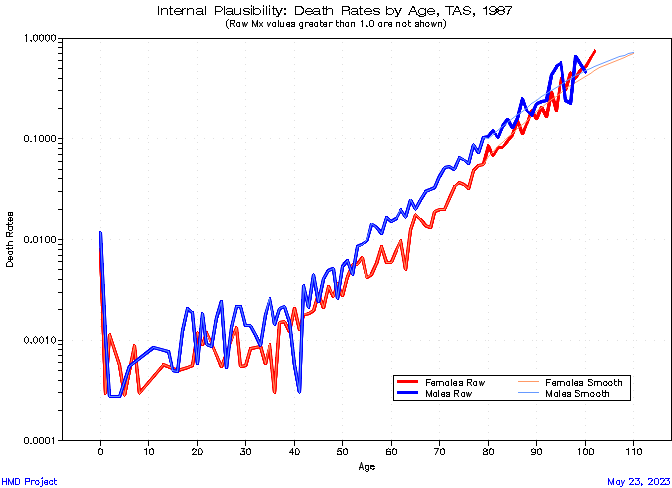 Internal Plausibility: Death Rates by Age, TAS, 1987
(Raw Mx values greater than 1.0 are not shown)
1.0000
0.1000
0.0100
0.0010
0.0001
Death Rates
0 10 20 30 40 50 60 70 80 90 100 110
Age
Females Raw Females Smooth
Males Raw Males Smooth
HMD Project
May 23, 2023